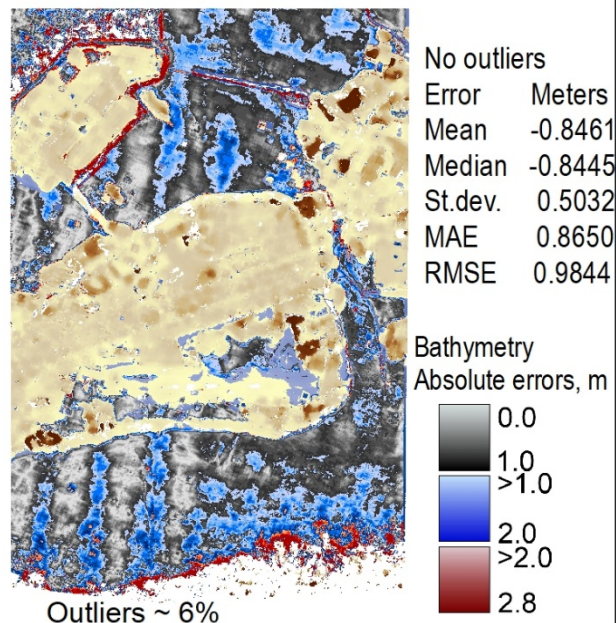 No outliers
Error Meters
Mean -0.8461
Median -0.8445
St.dev. 0.5032
MAE 0.8650
RMSE 0.9844
Bathymetry
Absolute errors, m
0.0
1.0
>1.0
2.0
>2.0
2.8
Outliers ~ 6%